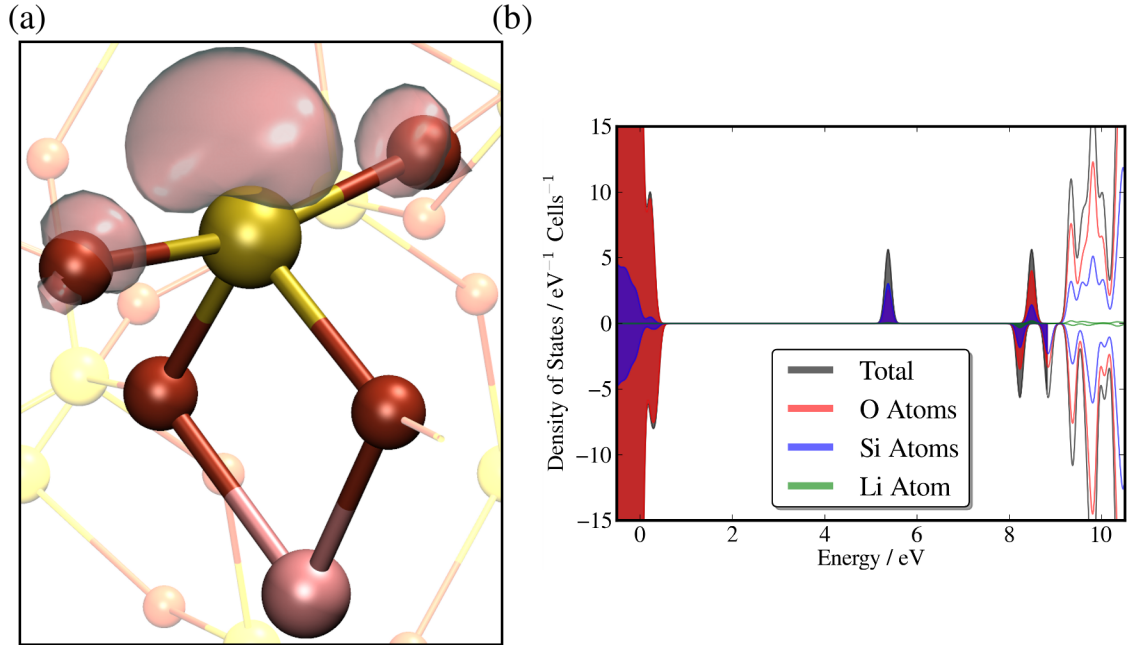 (a)
(b)
15
10
5
0
−5
−10
−15
Density of States / eV⁻¹ Cells⁻¹
0
2
4
6
8
10
Energy / eV
Total
O Atoms
Si Atoms
Li Atom